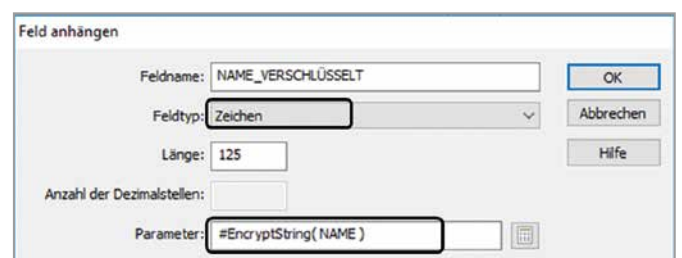 Feld anhängen
Feldname: NAME_VERSCHLÜSSELT
OK
Feldtyp: Zeichen
Abbrechen
Länge: 125
Hilfe
Anzahl der Dezimalstellen:
Parameter: #EncryptString( NAME )